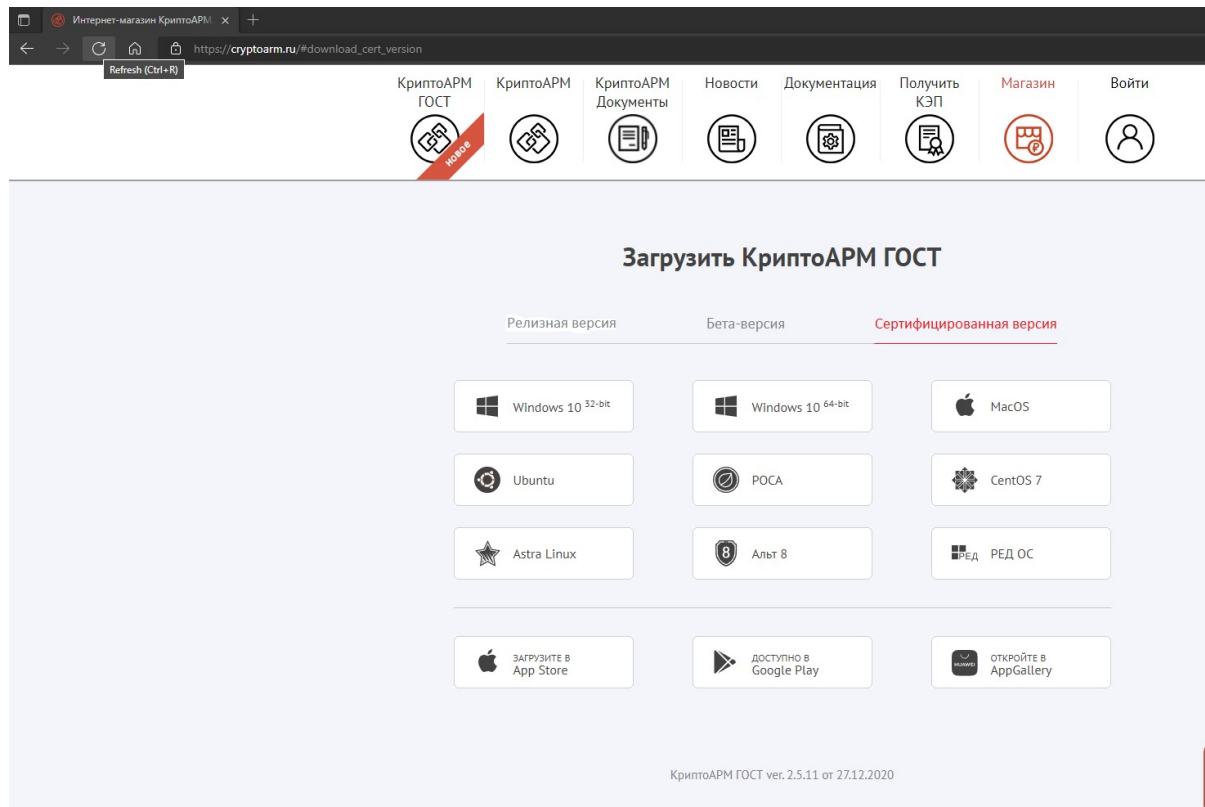 Интернет-магазин КриптоАРМ
https://cryptoarm.ru/#download_cert_version
Refresh (Ctrl+R)
КриптоАРМ ГОСТ
КриптоАРМ
КриптоАРМ Документы
Новости
Документация
Получить КЭП
Магазин
Войти
новое
Загрузить КриптоАРМ ГОСТ
Релизная версия
Бета-версия
Сертифицированная версия
Windows 10 32-bit
Windows 10 64-bit
MacOS
Ubuntu
РОСА
CentOS 7
Astra Linux
8
Альт 8
РЕД
РЕД ОС
ЗАГРУЗИТЕ В
App Store
ДОСТУПНО В
Google Play
HUAWEI
ОТКРОЙТЕ В
AppGallery
КриптоАРМ ГОСТ ver. 2.5.11 от 27.12.2020